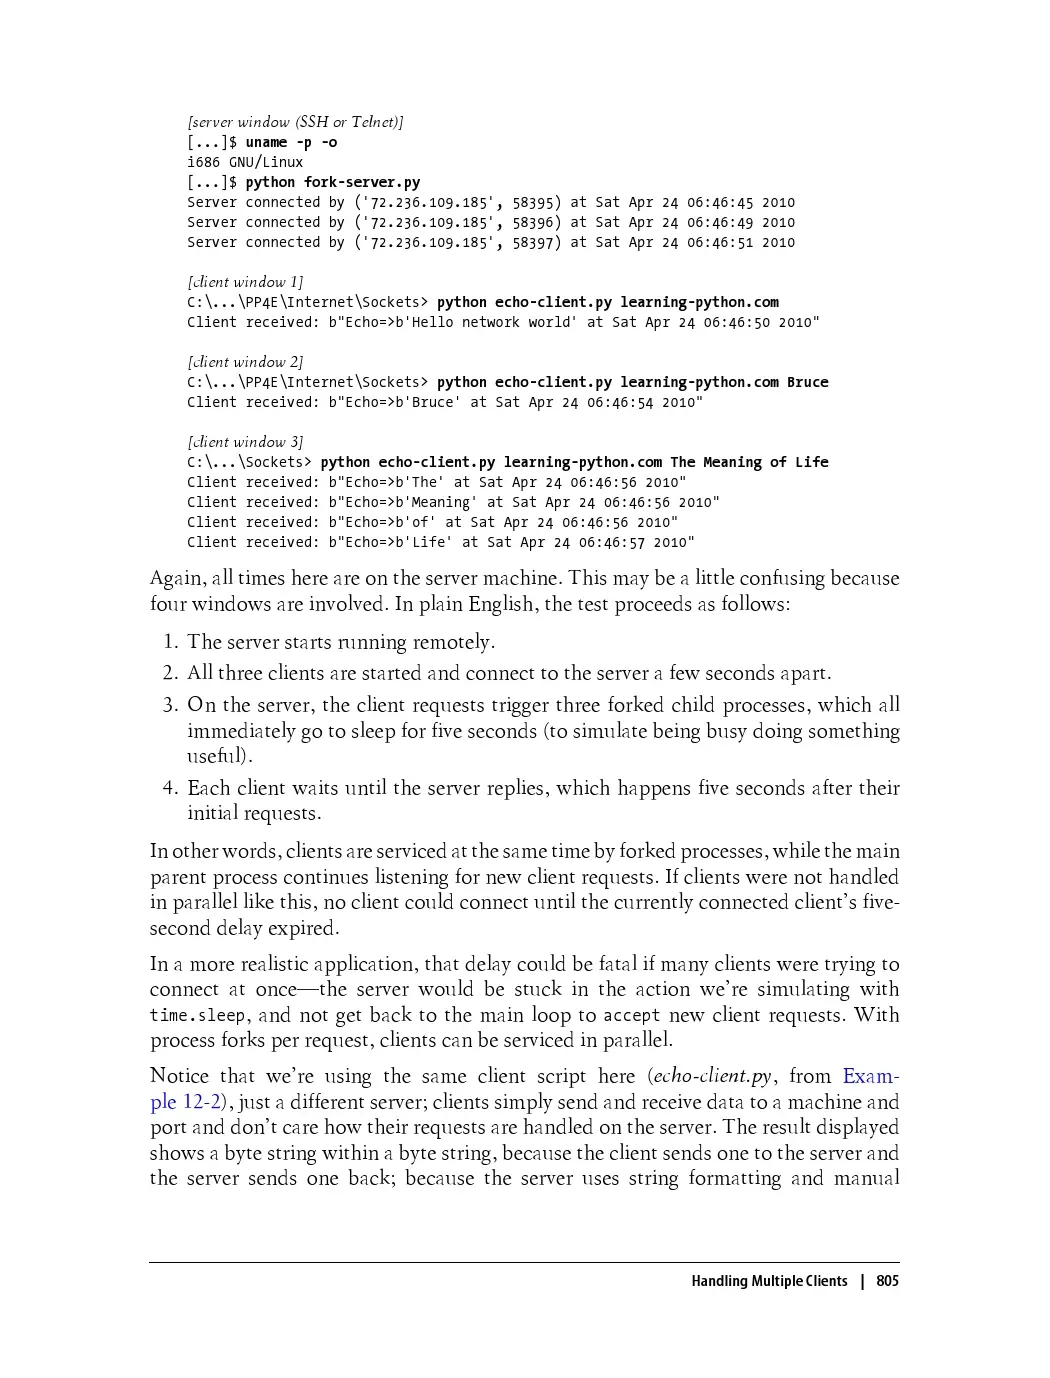 [server window (SSH or Telnet)]
[...]$ uname -p -o
i686 GNU/Linux
[...]$ python fork-server.py
Server connected by ('72.236.109.185', 58395) at Sat Apr 24 06:46:45 2010
Server connected by ('72.236.109.185', 58396) at Sat Apr 24 06:46:49 2010
Server connected by ('72.236.109.185', 58397) at Sat Apr 24 06:46:51 2010
[client window 1]
C:\...\PP4E\Internet\Sockets> python echo-client.py learning-python.com
Client received: b"Echo=>b'Hello network world' at Sat Apr 24 06:46:50 2010"
[client window 2]
C:\...\PP4E\Internet\Sockets> python echo-client.py learning-python.com Bruce
Client received: b"Echo=>b'Bruce' at Sat Apr 24 06:46:54 2010"
[client window 3]
C:\...\Sockets> python echo-client.py learning-python.com The Meaning of Life
Client received: b"Echo=>b'The' at Sat Apr 24 06:46:56 2010"
Client received: b"Echo=>b'Meaning' at Sat Apr 24 06:46:56 2010"
Client received: b"Echo=>b'of' at Sat Apr 24 06:46:56 2010"
Client received: b"Echo=>b'Life' at Sat Apr 24 06:46:57 2010"
Again, all times here are on the server machine. This may be a little confusing because
four windows are involved. In plain English, the test proceeds as follows:
1. The server starts running remotely.
2. All three clients are started and connect to the server a few seconds apart.
3. On the server, the client requests trigger three forked child processes, which all
immediately go to sleep for five seconds (to simulate being busy doing something
useful).
4. Each client waits until the server replies, which happens five seconds after their
initial requests.
In other words, clients are serviced at the same time by forked processes, while the main
parent process continues listening for new client requests. If clients were not handled
in parallel like this, no client could connect until the currently connected client’s five-
second delay expired.
In a more realistic application, that delay could be fatal if many clients were trying to
connect at once—the server would be stuck in the action we’re simulating with
time.sleep, and not get back to the main loop to accept new client requests. With
process forks per request, clients can be serviced in parallel.
Notice that we’re using the same client script here (echo-client.py, from Exam-
ple 12-2), just a different server; clients simply send and receive data to a machine and
port and don’t care how their requests are handled on the server. The result displayed
shows a byte string within a byte string, because the client sends one to the server and
the server sends one back; because the server uses string formatting and manual
Handling Multiple Clients | 805